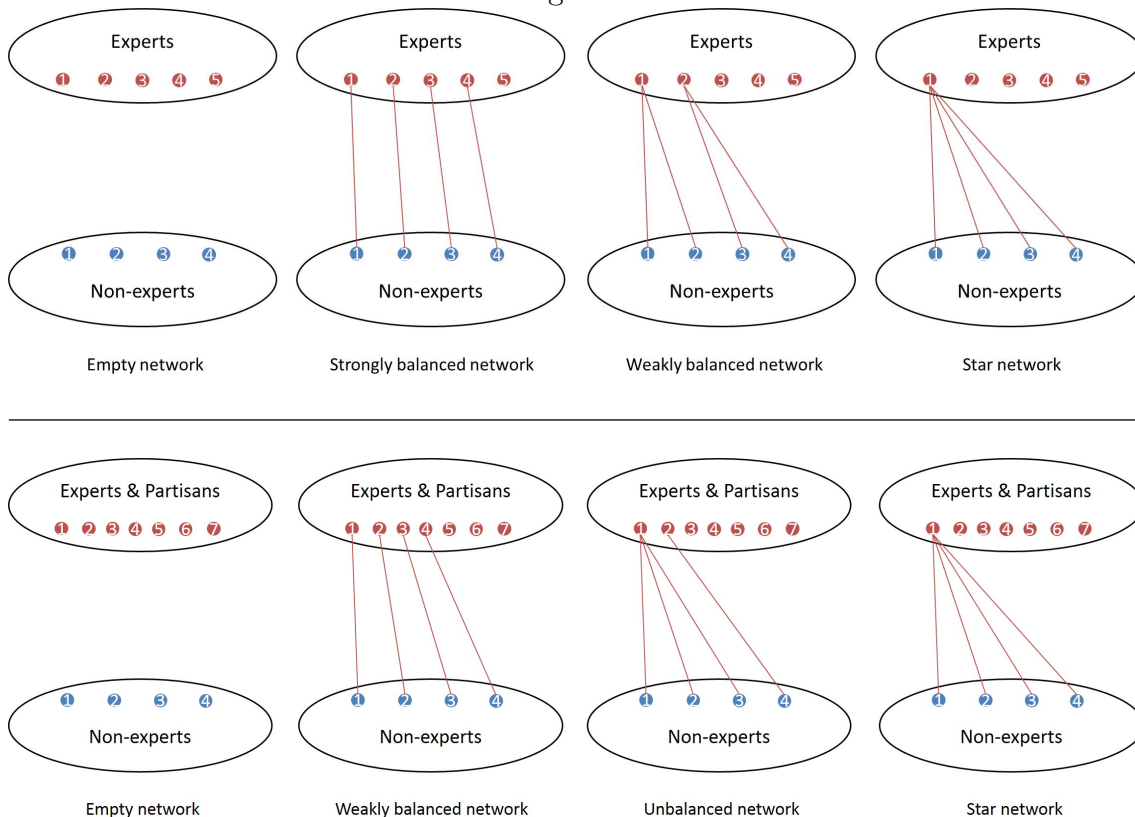 g
Experts Experts Experts Experts
1 2 3 4 5 1 2 3 4 5 1 2 3 4 5 1 2 3 4 5
1 2 3 4 1 2 3 4 1 2 3 4 1 2 3 4
Non-experts Non-experts Non-experts Non-experts
Empty network Strongly balanced network Weakly balanced network Star network
Experts & Partisans Experts & Partisans Experts & Partisans Experts & Partisans
1 2 3 4 5 6 7 1 2 3 4 5 6 7 1 2 3 4 5 6 7 1 2 3 4 5 6 7
1 2 3 4 1 2 3 4 1 2 3 4 1 2 3 4
Non-experts Non-experts Non-experts Non-experts
Empty network Weakly balanced network Unbalanced network Star network